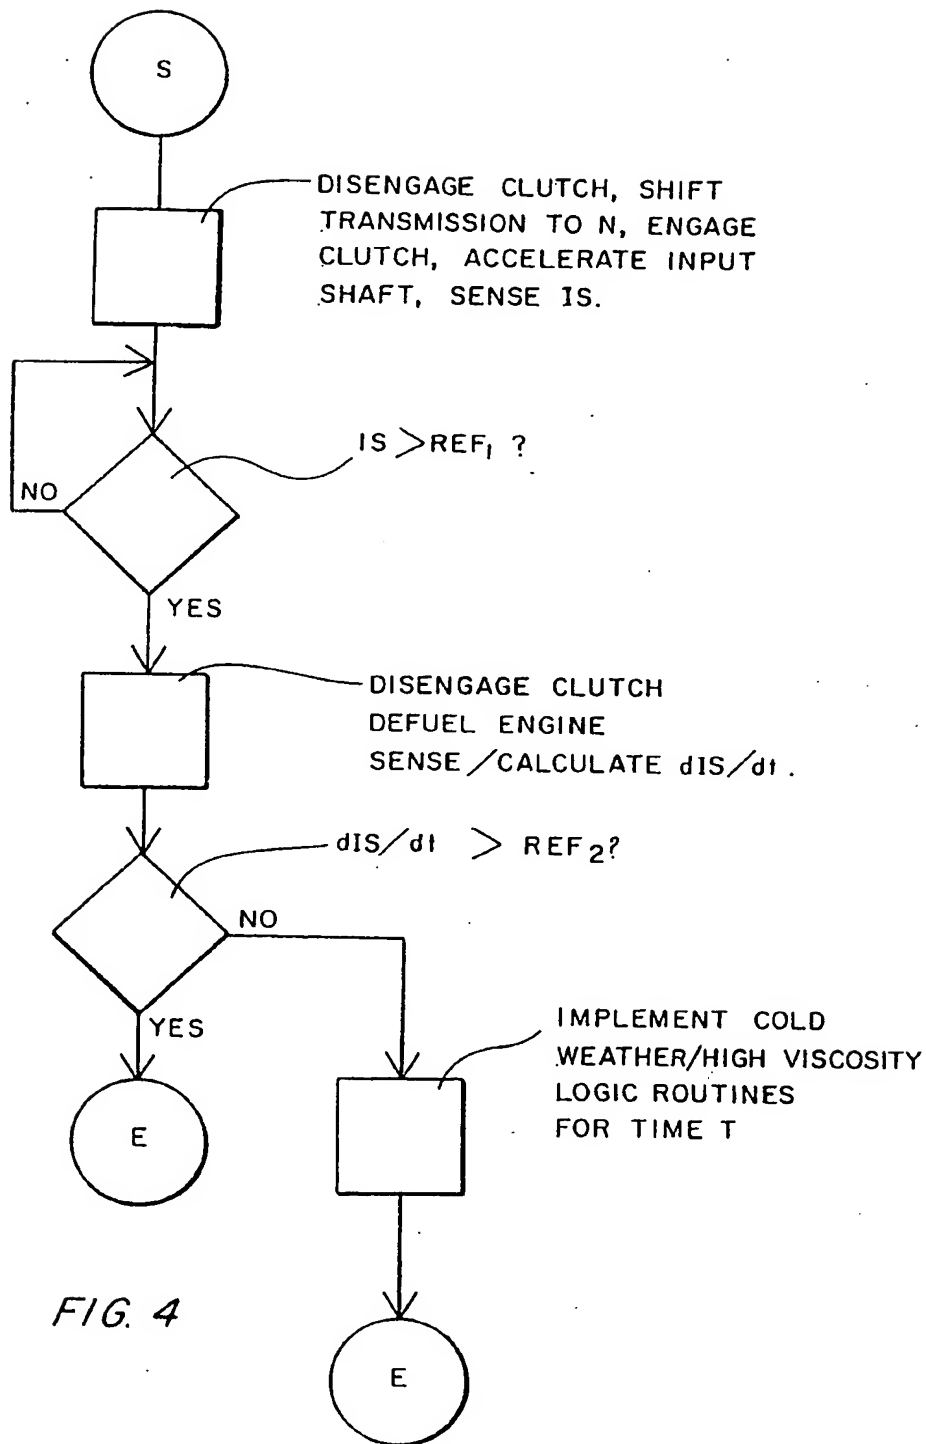 S
DISENGAGE CLUTCH, SHIFT
TRANSMISSION TO N, ENGAGE
CLUTCH, ACCELERATE INPUT
SHAFT, SENSE IS.
IS >REF₁ ?
NO
YES
DISENGAGE CLUTCH
DEFUEL ENGINE
SENSE/CALCULATE dIS/dt.
dIS/dt > REF₂?
NO
YES
IMPLEMENT COLD
WEATHER/HIGH VISCOSITY
LOGIC ROUTINES
FOR TIME T
E
FIG. 4
E